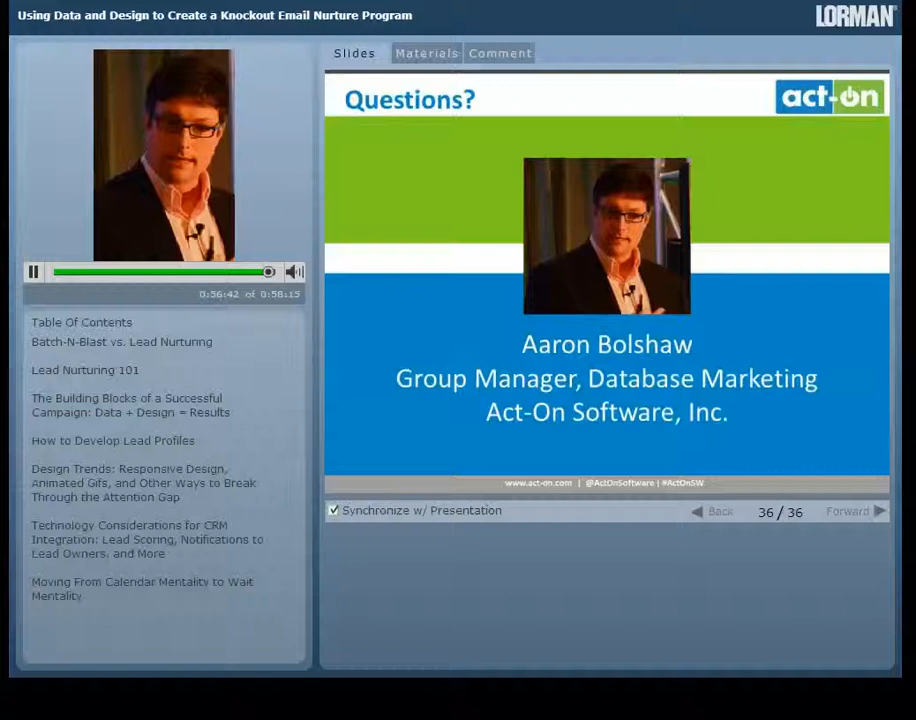 Using Data and Design to Create a Knockout Email Nurture Program
LORMAN
Slides
Materials
Comment
Questions?
act-on
Aaron Bolshaw
Group Manager, Database Marketing
Act-On Software, Inc.
www.act-on.com | @ActOnSoftware | #ActOnSW
0:56:42 of 0:58:15
Table Of Contents
Batch-N-Blast vs. Lead Nurturing
Lead Nurturing 101
The Building Blocks of a Successful
Campaign: Data + Design = Results
How to Develop Lead Profiles
Design Trends: Responsive Design,
Animated Gifs, and Other Ways to Break
Through the Attention Gap
Technology Considerations for CRM
Integration: Lead Scoring, Notifications to
Lead Owners, and More
Moving From Calendar Mentality to Wait
Mentality
Synchronize w/ Presentation
Back
36 / 36
Forward